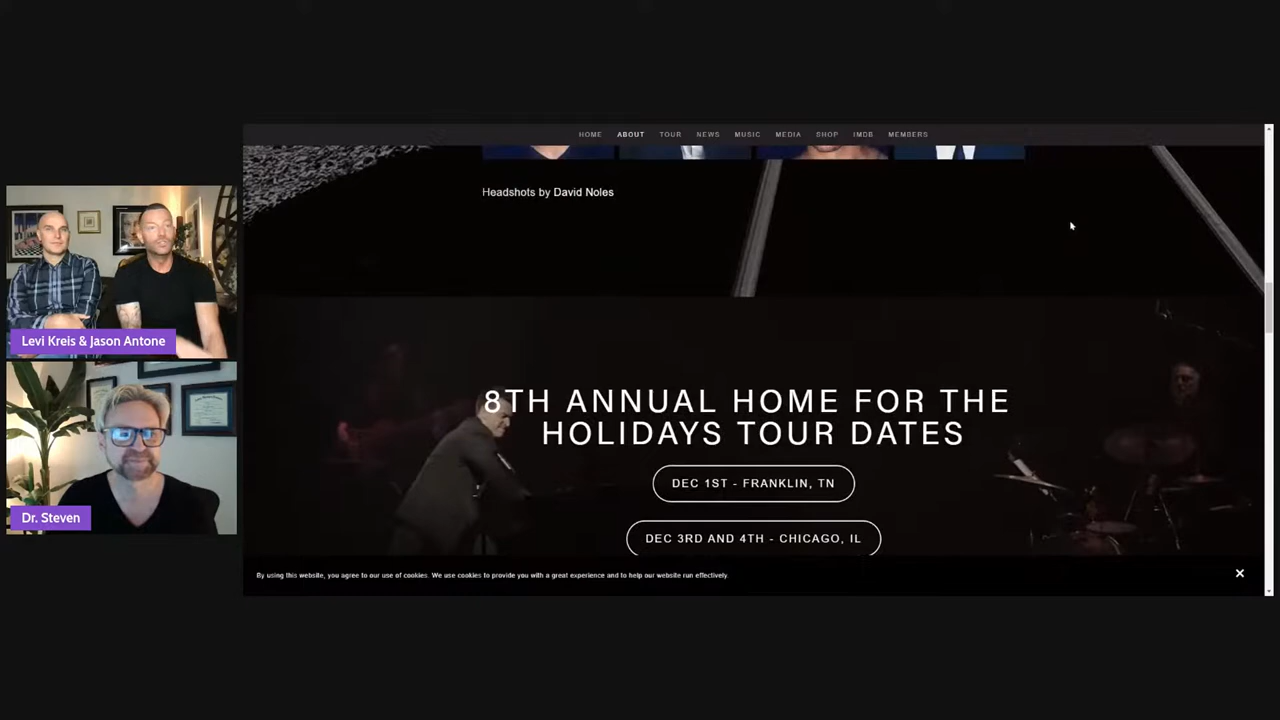 HOME ABOUT TOUR NEWS MUSIC MEDIA SHOP IMDB MEMBERS
Headshots by David Noles
Levi Kreis & Jason Antone
Dr. Steven
8TH ANNUAL HOME FOR THE
HOLIDAYS TOUR DATES
DEC 1ST - FRANKLIN, TN
DEC 3RD AND 4TH - CHICAGO, IL
By using this website, you agree to our use of cookies. We use cookies to provide you with a great experience and to help our website run effectively.